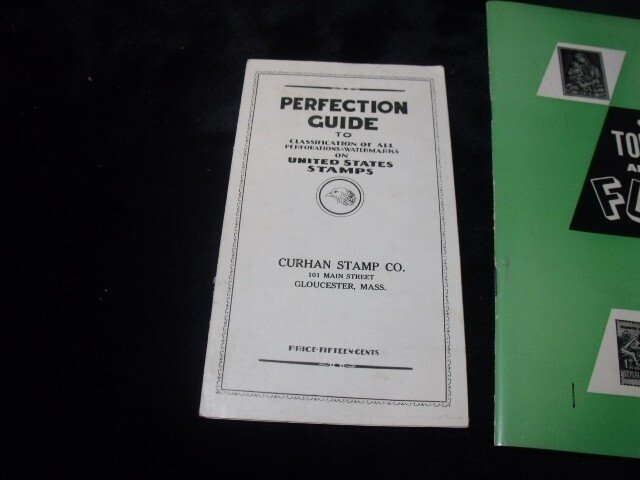 PERFECTION
GUIDE
TO
CLASSIFICATION OF ALL
PERFORATIONS-WATERMARKS
ON
UNITED STATES
STAMPS
CURHAN STAMP CO.
101 MAIN STREET
GLOUCESTER, MASS.
PRICE-FIFTEEN-CENTS